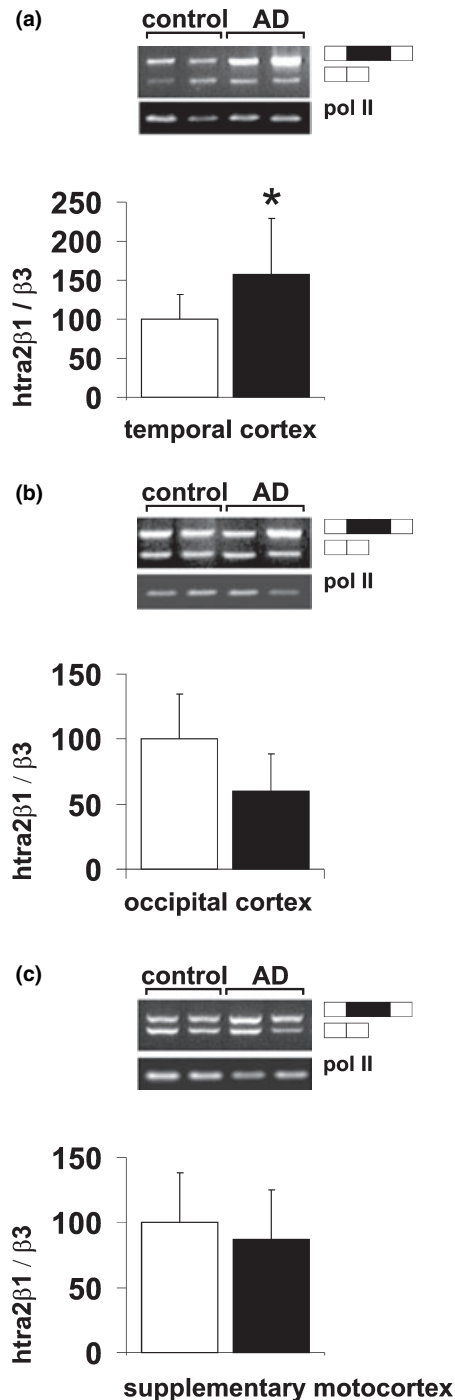 (a)
control AD
pol II
250
200
150
100
50
0
*
htra2β1 / β3
temporal cortex
(b)
control AD
pol II
150
100
50
0
htra2β1 / β3
occipital cortex
(c)
control AD
pol II
150
100
50
0
htra2β1 / β3
supplementary motocortex